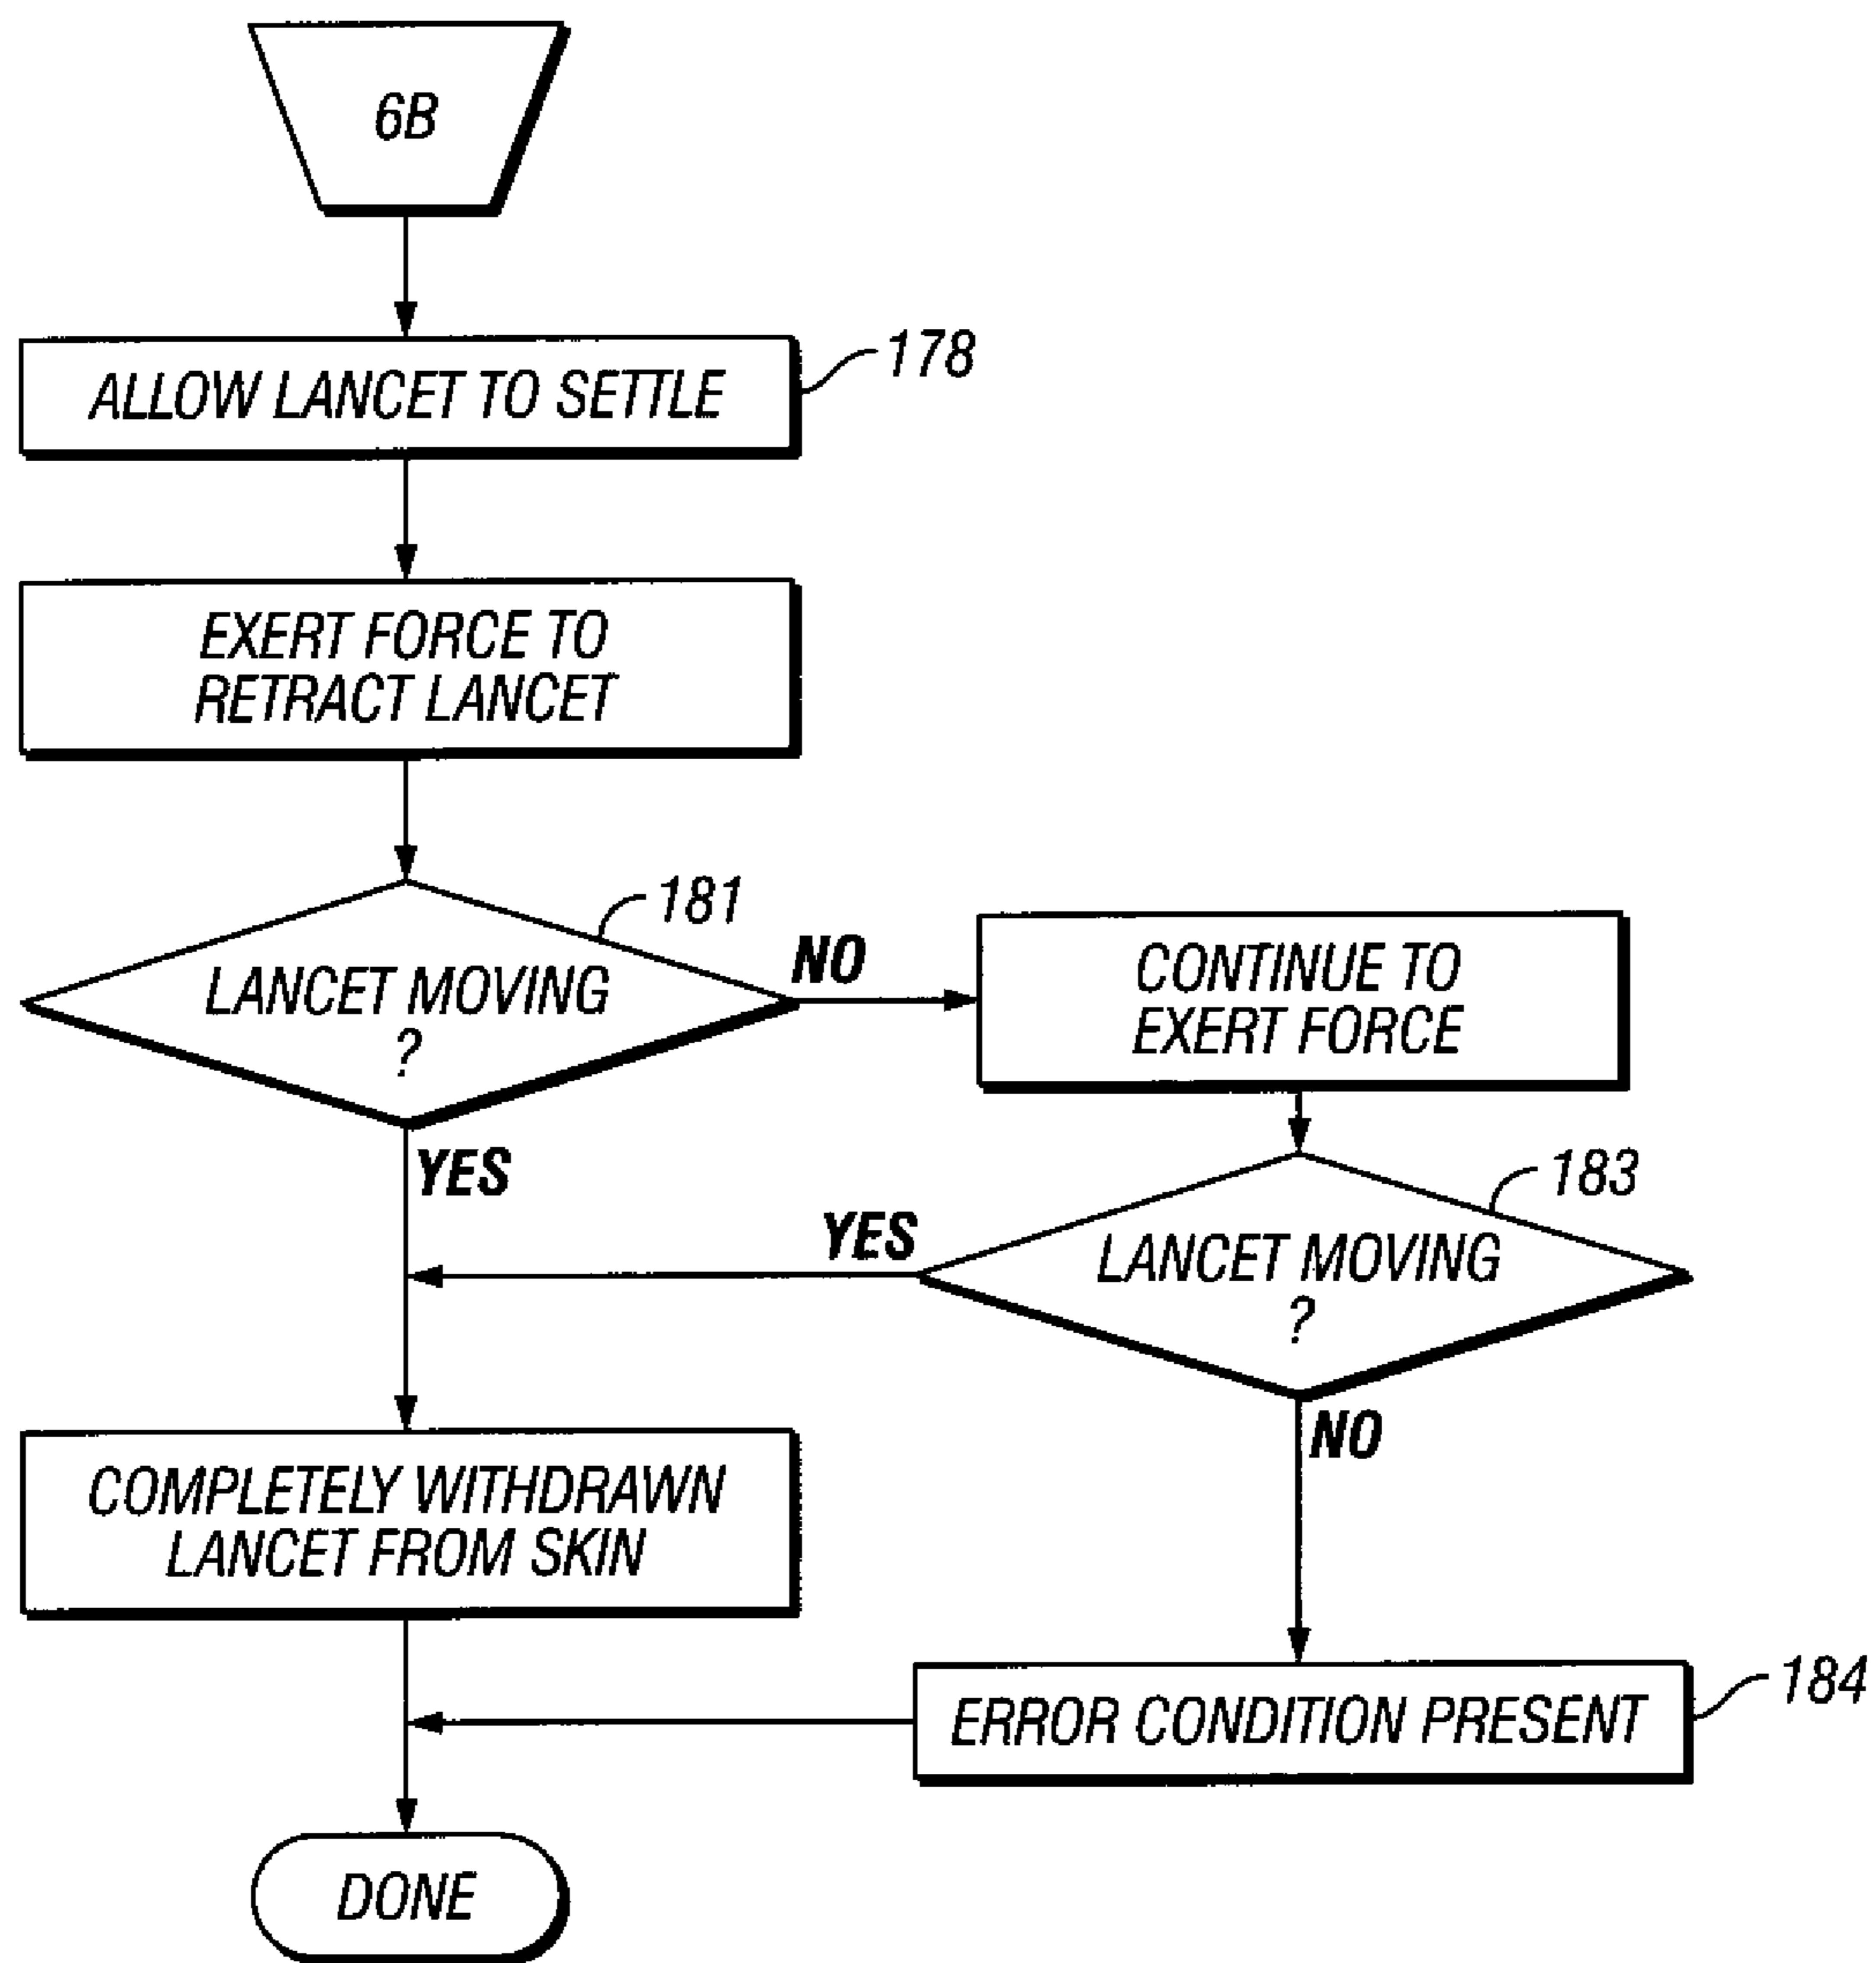 6B
ALLOW LANCET TO SETTLE
178
EXERT FORCE TO
RETRACT LANCET
181
LANCET MOVING
?
NO
YES
CONTINUE TO
EXERT FORCE
183
LANCET MOVING
?
YES
NO
COMPLETELY WITHDRAWN
LANCET FROM SKIN
184
ERROR CONDITION PRESENT
DONE